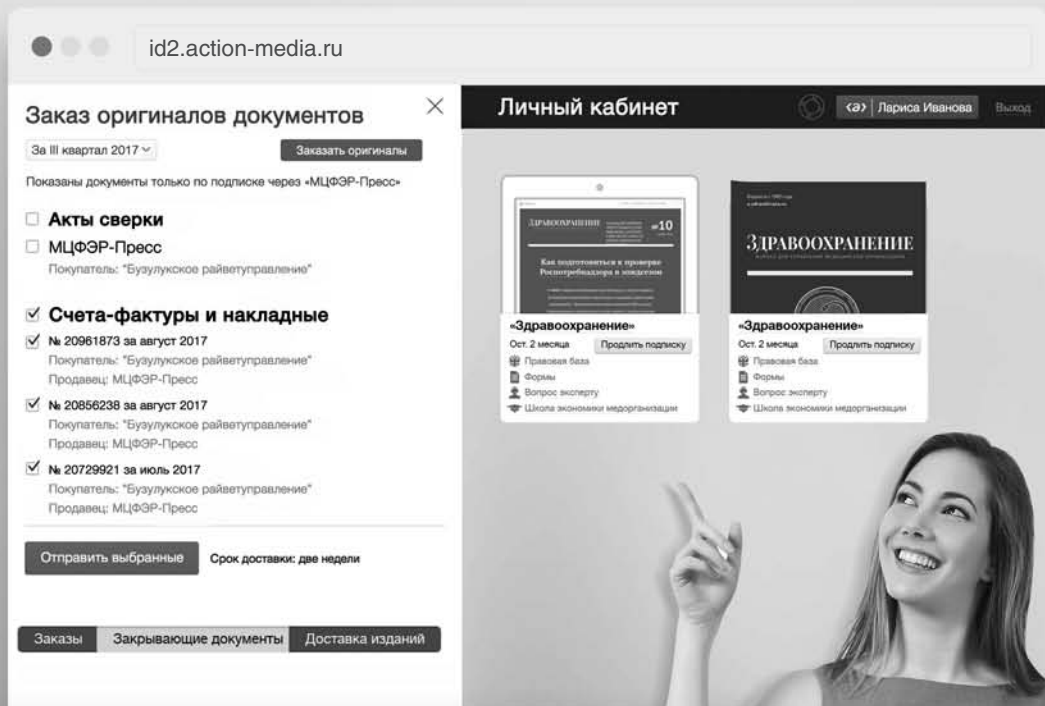 id2.action-media.ru
Заказ оригиналов документов
За III квартал 2017
Заказать оригиналы
Показаны документы только по подписке через «МЦФЭР-Пресс»
Акты сверки
МЦФЭР-Пресс
Покупатель: "Бузулукское райветуправление"
Счета-фактуры и накладные
№ 20961873 за август 2017
Покупатель: "Бузулукское райветуправление"
Продавец: МЦФЭР-Пресс
№ 20856238 за август 2017
Покупатель: "Бузулукское райветуправление"
Продавец: МЦФЭР-Пресс
№ 20729921 за июль 2017
Покупатель: "Бузулукское райветуправление"
Продавец: МЦФЭР-Пресс
Отправить выбранные
Срок доставки: две недели
Заказы
Закрывающие документы
Доставка изданий
Личный кабинет
Лариса Иванова
Выход
ЗДРАВООХРАНЕНИЕ
№10
Как подготовиться к проверке
Роспотребнадзора и эпидотдела
«Здравоохранение»
Ост. 2 месяца
Продлить подписку
Правовая база
Формы
Вопрос эксперту
Школа экономики медорганизации
ЗДРАВООХРАНЕНИЕ
«Здравоохранение»
Ост. 2 месяца
Продлить подписку
Правовая база
Формы
Вопрос эксперту
Школа экономики медорганизации